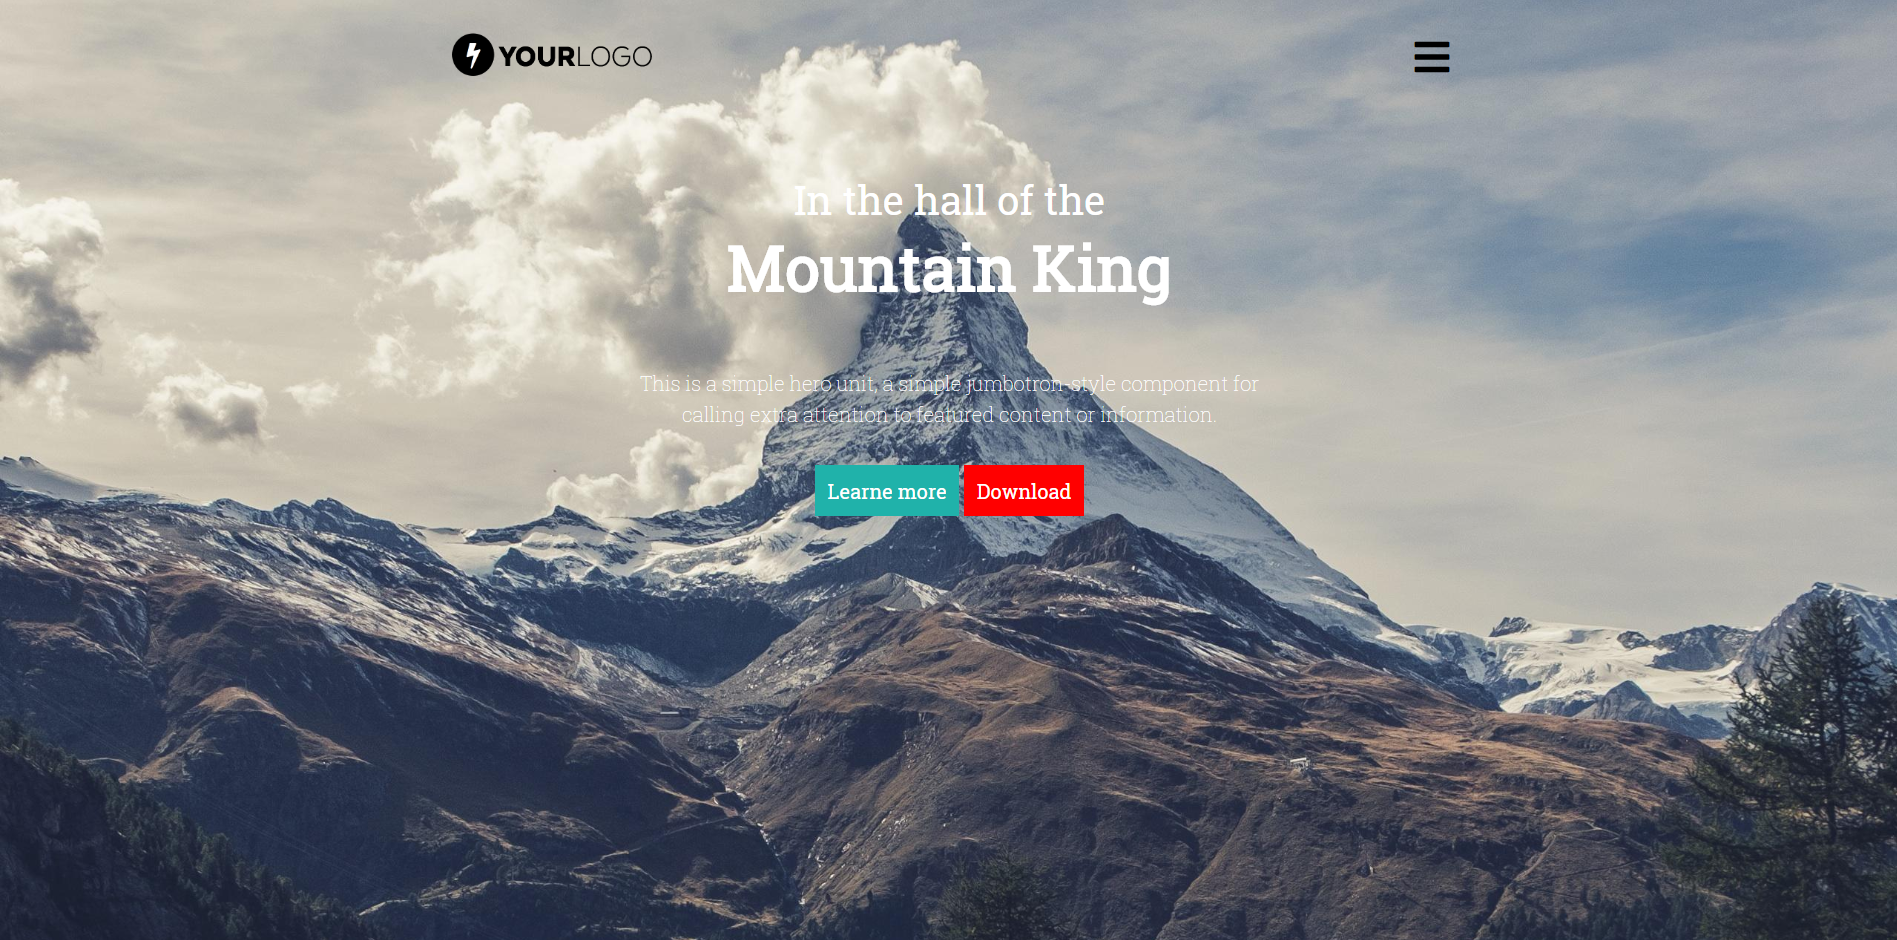 YOURLOGO
In the hall of the
Mountain King
This is a simple hero unit, a simple jumbotron-style component for
calling extra attention to featured content or information.
Learne more
Download